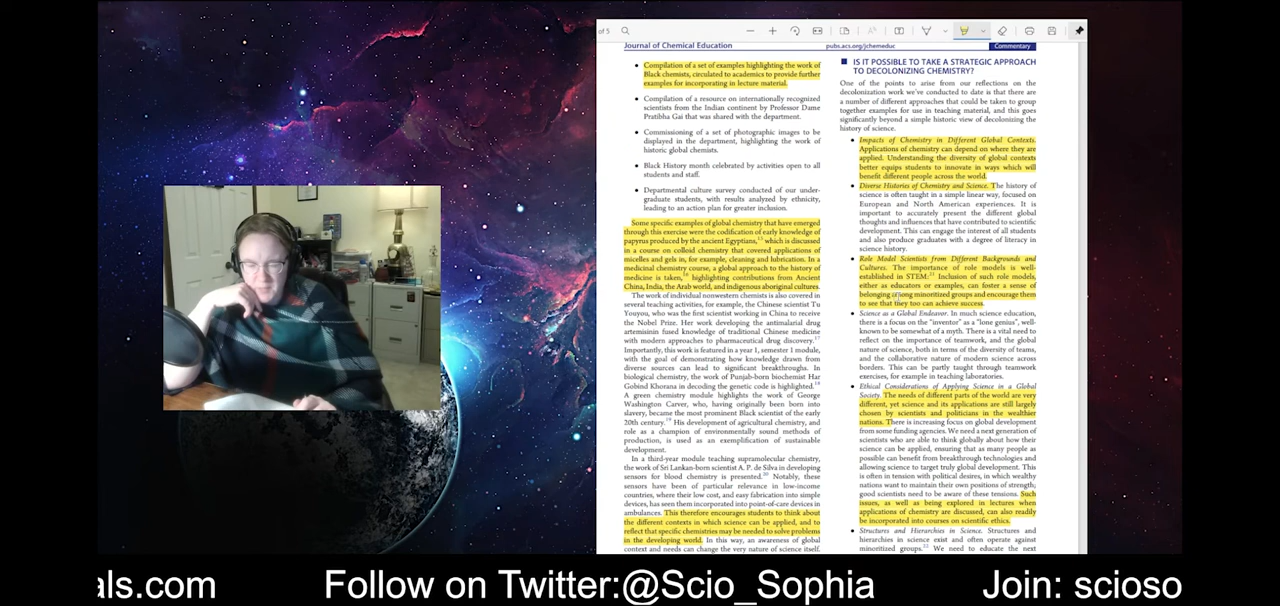 of 5
Journal of Chemical Education
pubs.acs.org/jchemeduc
Commentary
• Compilation of a set of examples highlighting the work of
Black chemists, circulated to academics to provide further
examples for incorporating in lecture material.
• Compilation of a resource on internationally recognized
scientists from the Indian continent by Professor Dame
Pratibha Gai that was shared with the department.
• Commissioning of a set of photographic images to be
displayed in the department, highlighting the work of
historic global chemists.
• Black History month celebrated by activities open to all
students and staff.
• Departmental culture survey conducted of our under-
graduate students, with results analyzed by ethnicity,
leading to an action plan for greater inclusion.
Some specific examples of global chemistry that have emerged
through this exercise were the codification of early knowledge of
papyrus produced by the ancient Egyptians,15 which is discussed
in a course on colloid chemistry that covered applications of
micelles and gels in, for example, cleaning and lubrication. In a
medicinal chemistry course, a global approach to the history of
medicine is taken,16 highlighting contributions from Ancient
China, India, the Arab world, and indigenous aboriginal cultures.
The work of individual nonwestern chemists is also covered in
several teaching activities, for example, the Chinese scientist Tu
Youyou, who was the first scientist working in China to receive
the Nobel Prize. Her work developing the antimalarial drug
artemisinin fused knowledge of traditional Chinese medicine
with modern approaches to pharmaceutical drug discovery.17
Importantly, this work is featured in a year 1, semester 1 module,
with the goal of demonstrating how knowledge drawn from
diverse sources can lead to significant breakthroughs. In
biological chemistry, the work of Punjab-born biochemist Har
Gobind Khorana in decoding the genetic code is highlighted.18
A green chemistry module highlights the work of George
Washington Carver, who, having originally been born into
slavery, became the most prominent Black scientist of the early
20th century.19 His development of agricultural chemistry, and
role as a champion of environmentally sound methods of
production, is used as an exemplification of sustainable
development.
In a third-year module teaching supramolecular chemistry,
the work of Sri Lankan-born scientist A. P. de Silva in developing
sensors for blood chemistry is presented.20 Notably, these
sensors have been of particular relevance in low-income
countries, where their low cost, and easy fabrication into simple
devices, has seen them incorporated into point-of-care devices in
ambulances. This therefore encourages students to think about
the different contexts in which science can be applied, and to
reflect that specific chemistries may be needed to solve problems
in the developing world. In this way, an awareness of global
context and needs can change the very nature of science itself.
■ IS IT POSSIBLE TO TAKE A STRATEGIC APPROACH
TO DECOLONIZING CHEMISTRY?
One of the points to arise from our reflections on the
decolonization work we've conducted to date is that there are
a number of different approaches that could be taken to group
together examples for use in teaching material, and this goes
significantly beyond a simple historic view of decolonizing the
history of science.
• Impacts of Chemistry in Different Global Contexts.
Applications of chemistry can depend on where they are
applied. Understanding the diversity of global contexts
better equips students to innovate in ways which will
benefit different people across the world.
• Diverse Histories of Chemistry and Science. The history of
science is often taught in a simple linear way, focused on
European and North American experiences. It is
important to accurately present the different global
thoughts and influences that have contributed to scientific
development. This can engage the interest of all students
and also produce graduates with a degree of literacy in
science history.
• Role Model Scientists from Different Backgrounds and
Cultures. The importance of role models is well-
established in STEM.21 Inclusion of such role models,
either as educators or examples, can foster a sense of
belonging among minoritized groups and encourage them
to see that they too can achieve success.
• Science as a Global Endeavor. In much science education,
there is a focus on the "inventor" as a "lone genius", well-
known to be somewhat of a myth. There is a vital need to
reflect on the importance of teamwork, and the global
nature of science, both in terms of the diversity of teams,
and the collaborative nature of modern science across
borders. This can be partly taught through teamwork
exercises, for example in teaching laboratories.
• Ethical Considerations of Applying Science in a Global
Society. The needs of different parts of the world are very
different, yet science and its applications are still largely
chosen by scientists and politicians in the wealthier
nations. There is increasing focus on global development
from some funding agencies. We need a next generation of
scientists who are able to think globally about how their
science can be applied, ensuring that as many people as
possible can benefit from breakthrough technologies and
allowing science to target truly global development. This
is often in tension with political desires, in which wealthy
nations want to maintain their own positions of strength;
good scientists need to be aware of these tensions. Such
issues, as well as being explored in lectures when
applications of chemistry are discussed, can also readily
be incorporated into courses on scientific ethics.
• Structures and Hierarchies in Science. Structures and
hierarchies in science exist and often operate against
minoritized groups.22 We need to educate the next
als.com Follow on Twitter:@Scio_Sophia Join: scioso